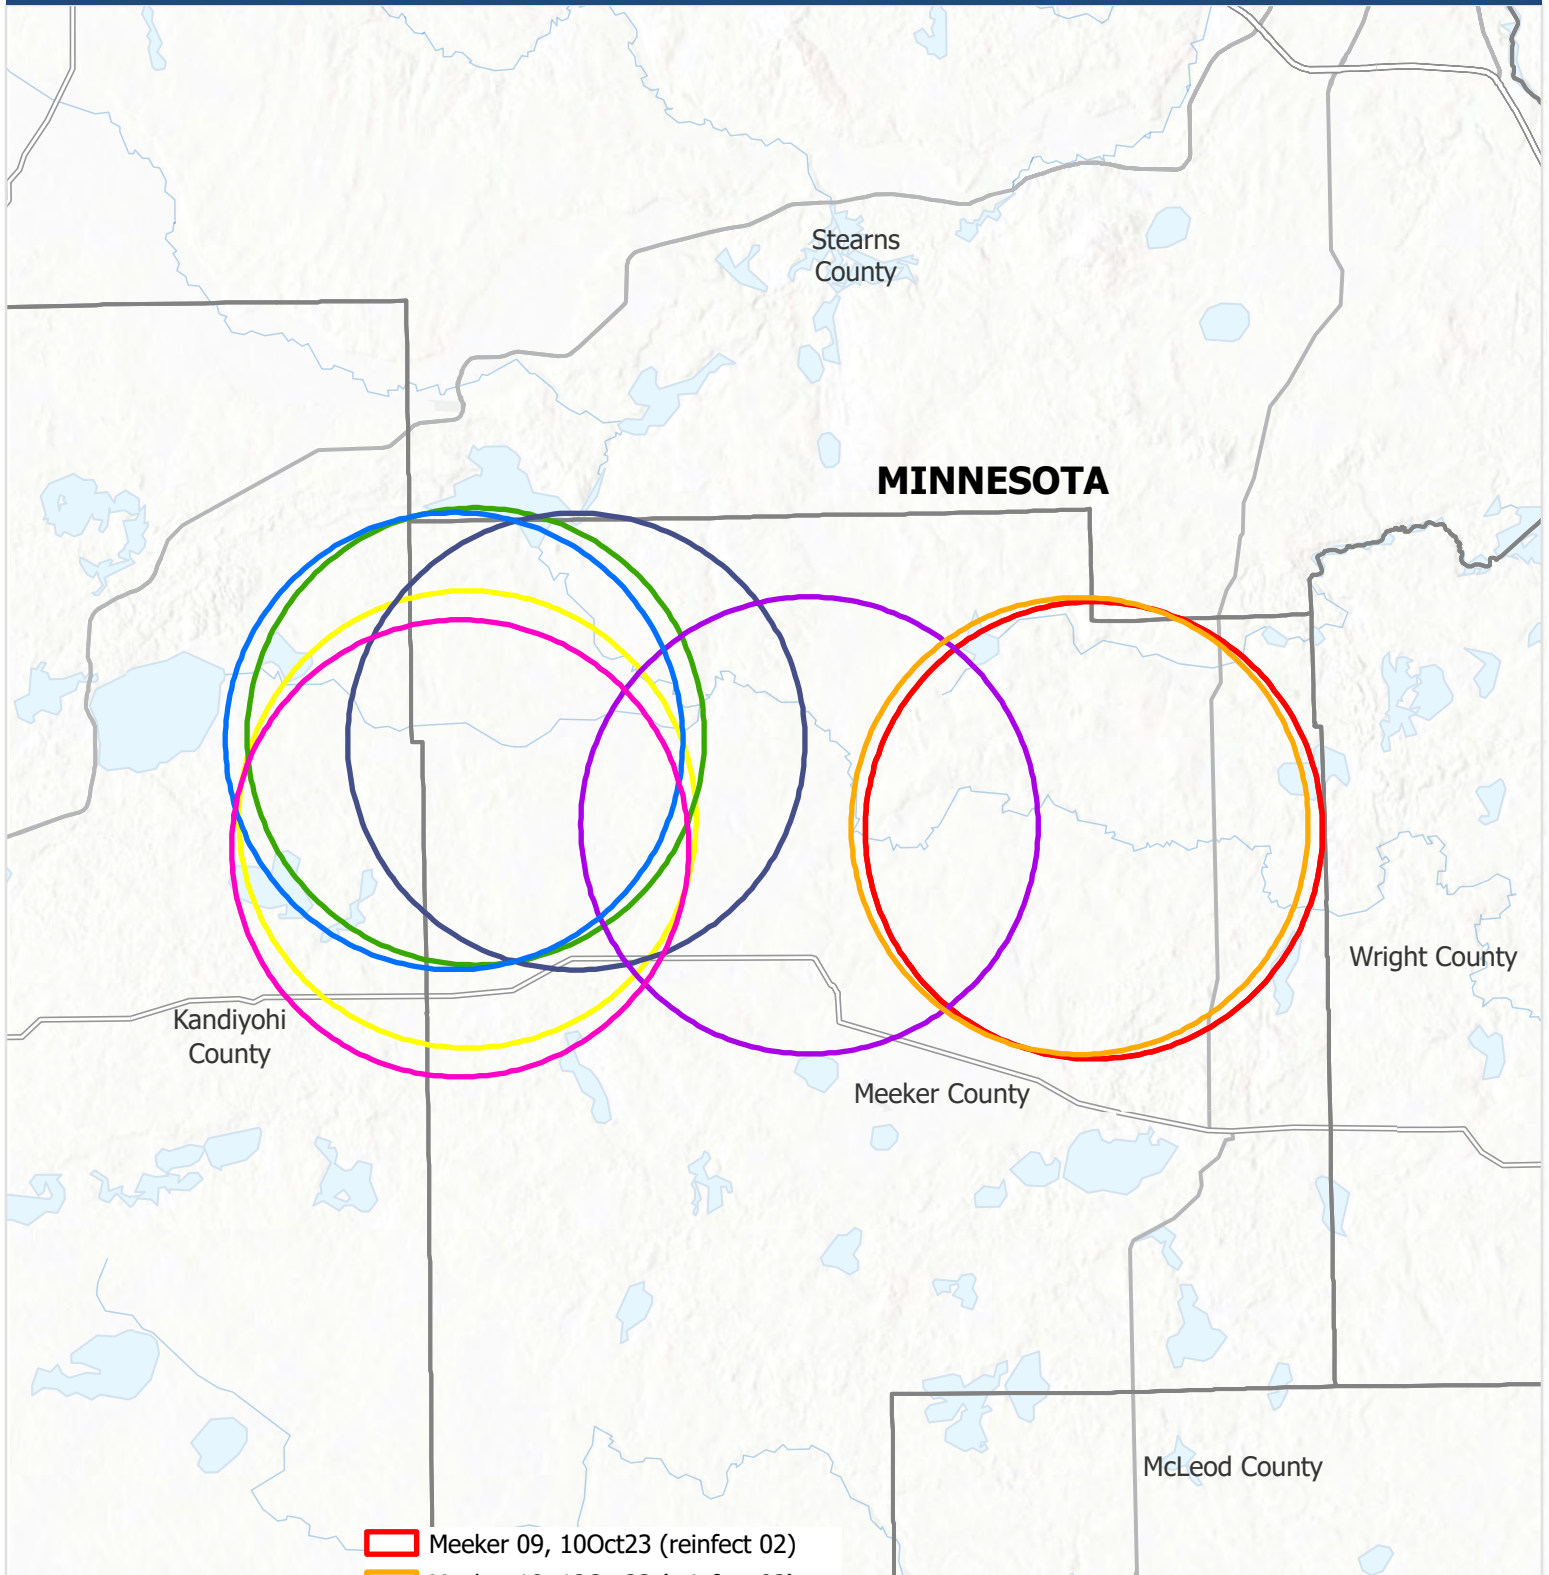 Stearns
County
MINNESOTA
Wright County
Kandiyohi
County
Meeker County
McLeod County
Meeker 09, 10Oct23 (reinfect 02)